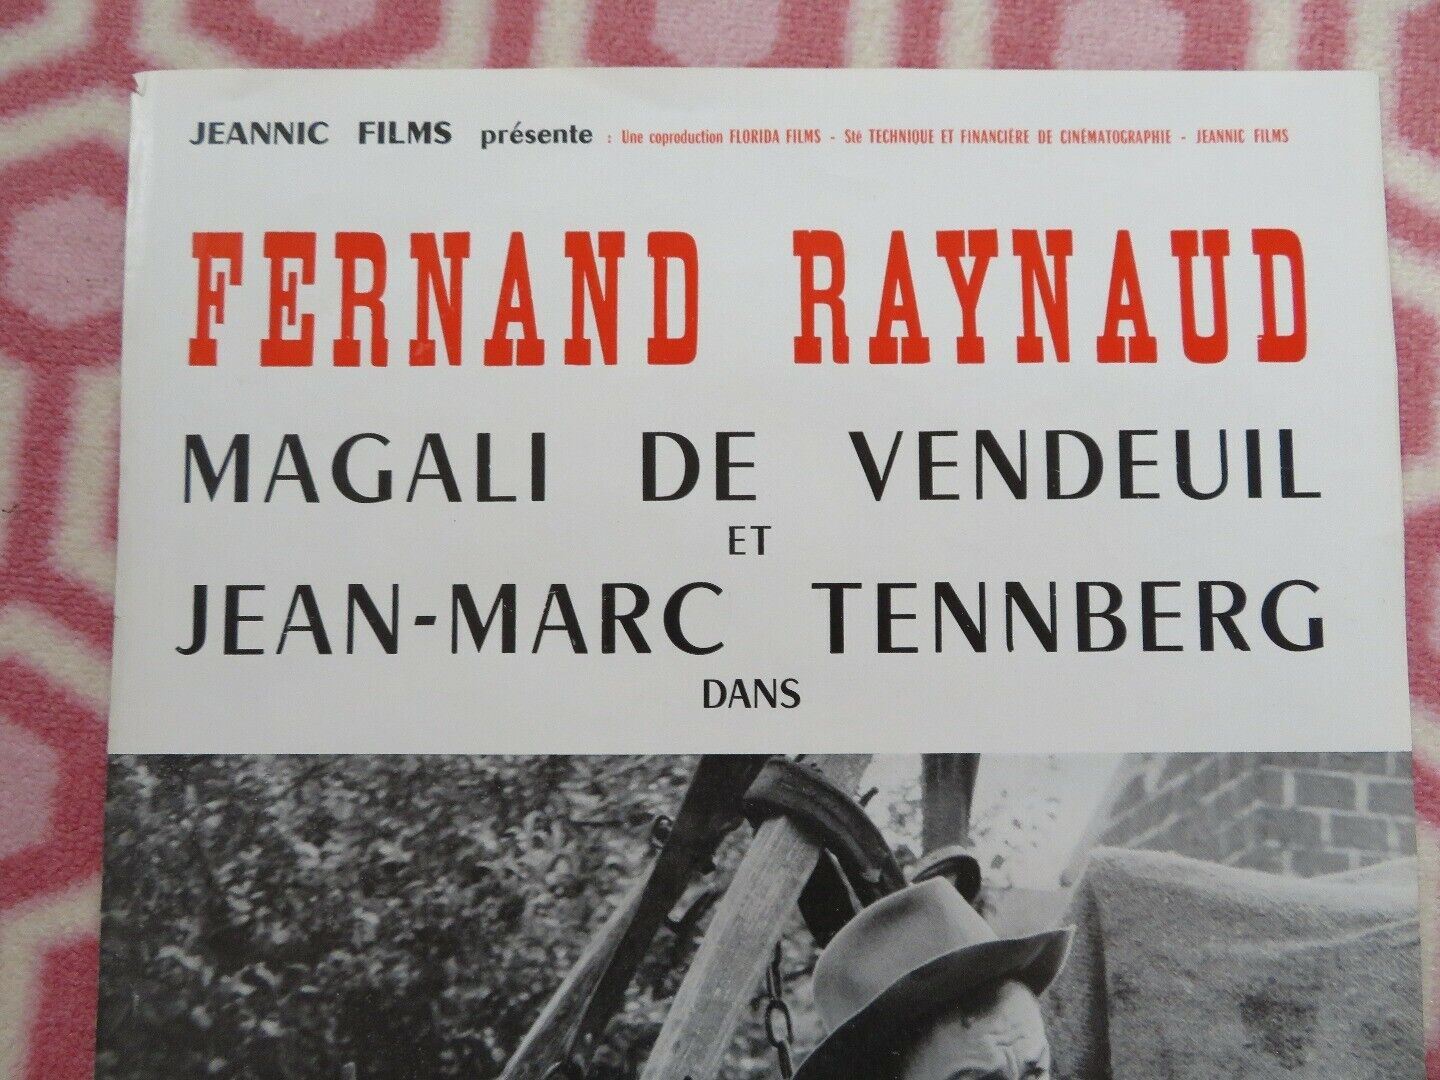 JEANNIC FILMS présente : Une coproduction FLORIDA FILMS - Sté TECHNIQUE ET FINANCIÈRE DE CINÉMATOGRAPHIE - JEANNIC FILMS
FERNAND RAYNAUD
MAGALI DE VENDEUIL
ET
JEAN-MARC TENNBERG
DANS